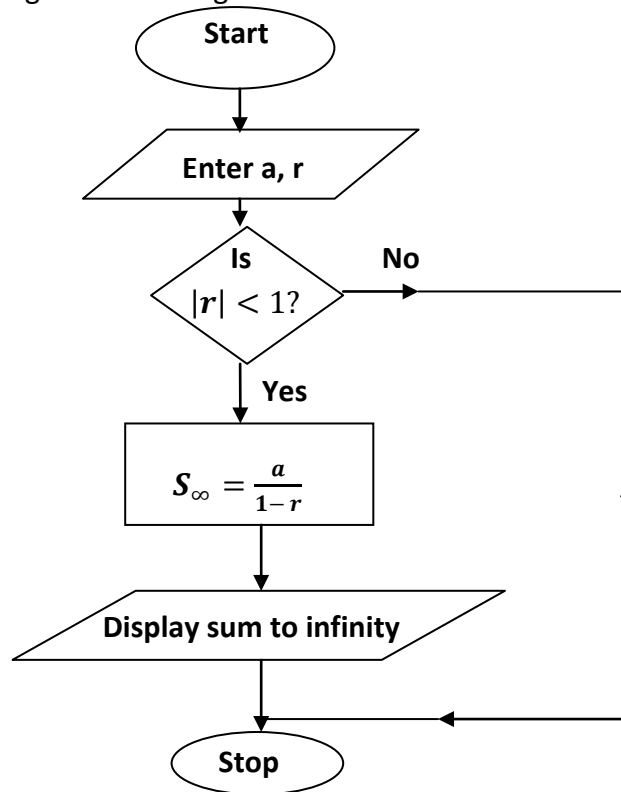 Start
Enter a, r
Is
|r| < 1?
No
Yes
S∞ = a / 1− r
Display sum to infinity
Stop